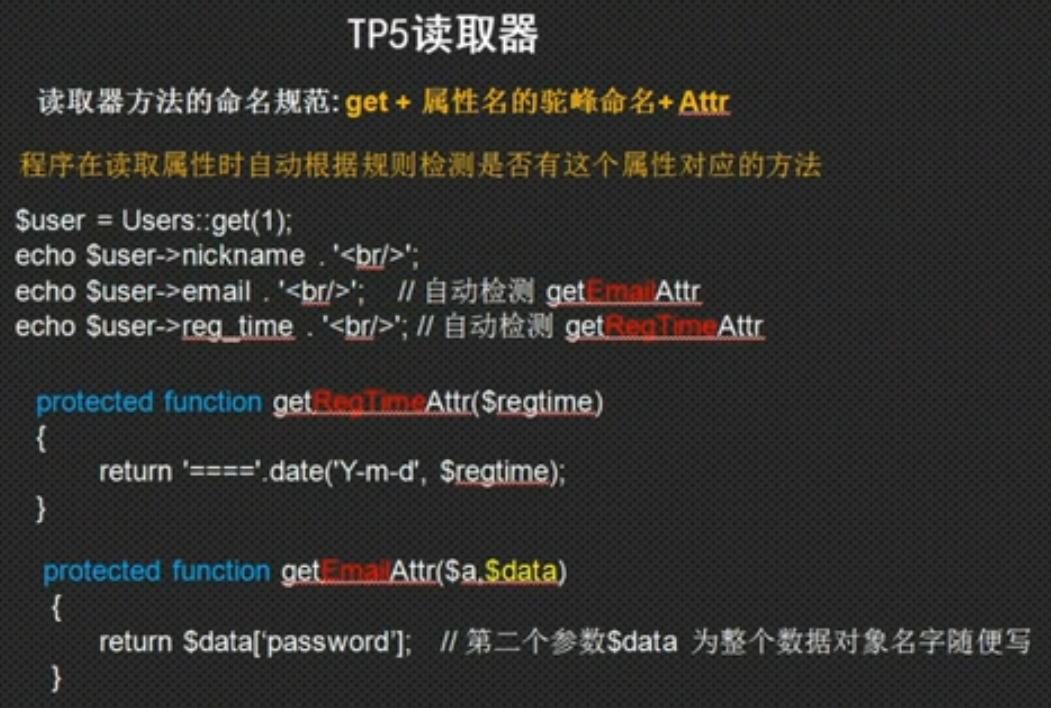 TP5读取器
读取器方法的命名规范: get + 属性名的驼峰命名+ Attr
程序在读取属性时自动根据规则检测是否有这个属性对应的方法
$user = Users::get(1);
echo $user->nickname . '<br/>';
echo $user->email . '<br/>'; // 自动检测 getEmailAttr
echo $user->reg_time . '<br/>'; // 自动检测 getRegTimeAttr
protected function getRegTimeAttr($regtime)
{
return '===='.date('Y-m-d', $regtime);
}
protected function getEmailAttr($a,$data)
{
return $data[‘password’]; // 第二个参数$data 为整个数据对象名字随便写
}